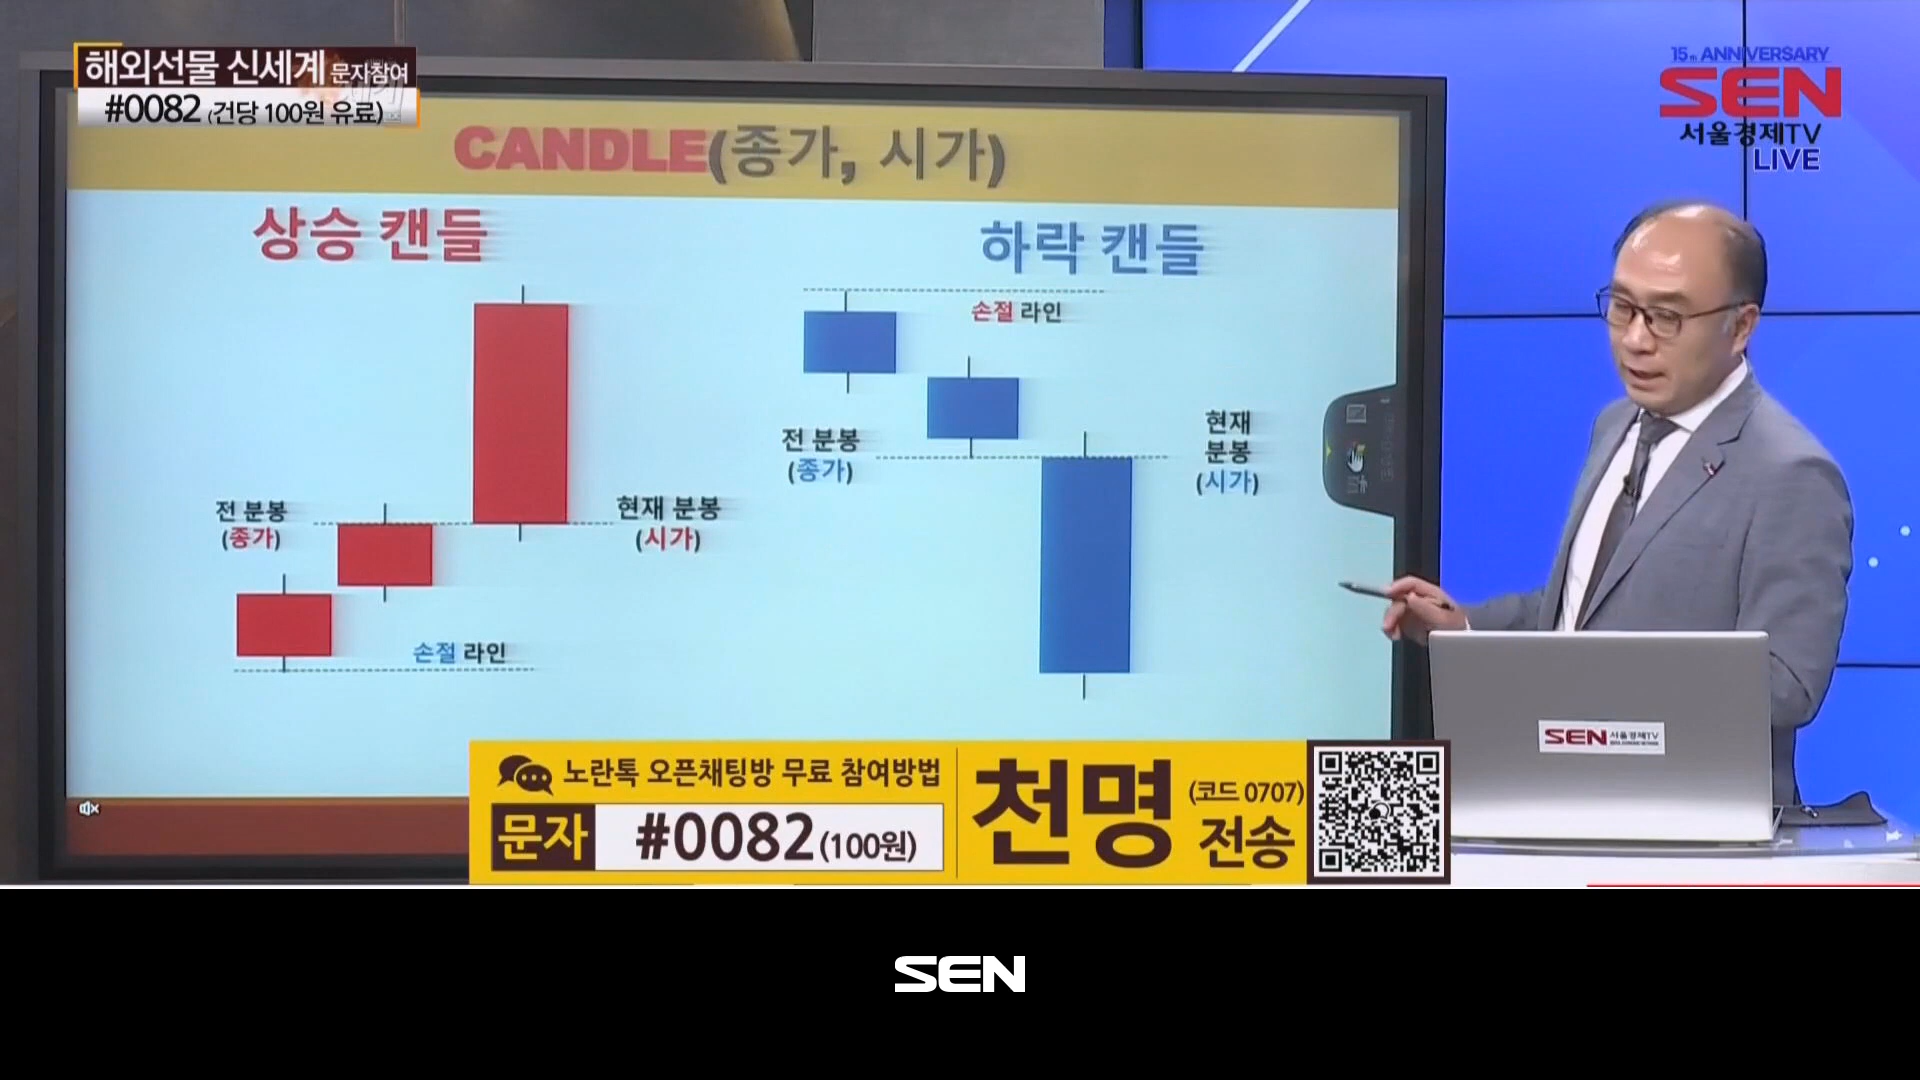 해외선물 신세계 문자참여
#0082 (건당 100원 유료)
15th ANNIVERSARY
SEN
서울경제TV
LIVE
CANDLE(종가, 시가)
상승 캔들
하락 캔들
손절 라인
전 분봉
(종가)
현재
분봉
(시가)
전 분봉
(종가)
현재 분봉
(시가)
손절 라인
노란톡 오픈채팅방 무료 참여방법
문자 #0082(100원)
천명 (코드 0707)
전송
SEN 서울경제TV
SEN